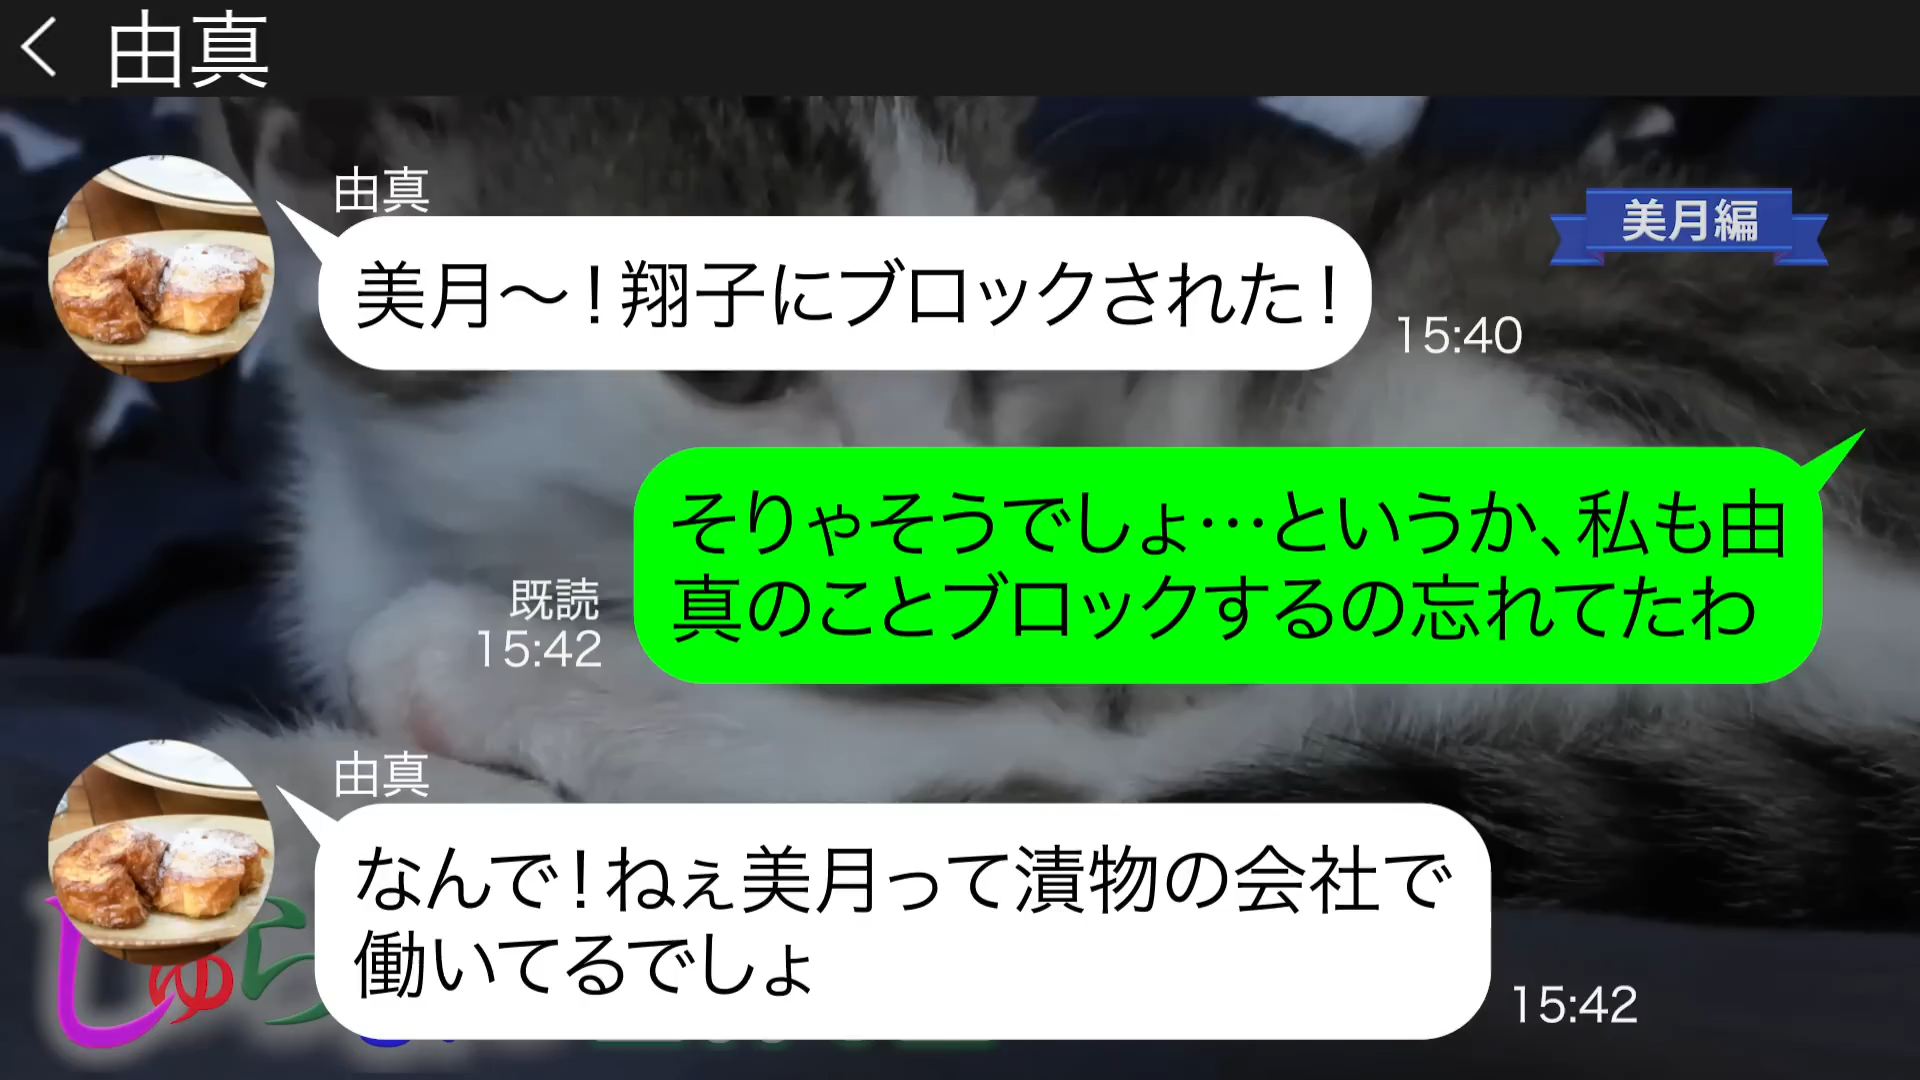 由真
由真
美月編
美月〜！翔子にブロックされた！
15:40
そりゃそうでしょ…というか、私も由
真のことブロックするの忘れてたわ
既読
15:42
由真
なんで！ねぇ美月って漬物の会社で
働いてるでしょ
15:42
しゅら